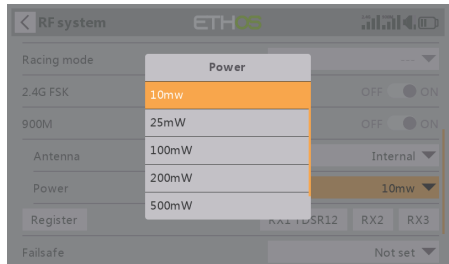 RF system
ETHOS
Racing mode
---
2.4G FSK
OFF ON
900M
OFF ON
Antenna
Internal
Power
10mw
Register
RX1 TDSR12
RX2
RX3
Failsafe
Not set
Power
10mw
25mW
100mW
200mW
500mW